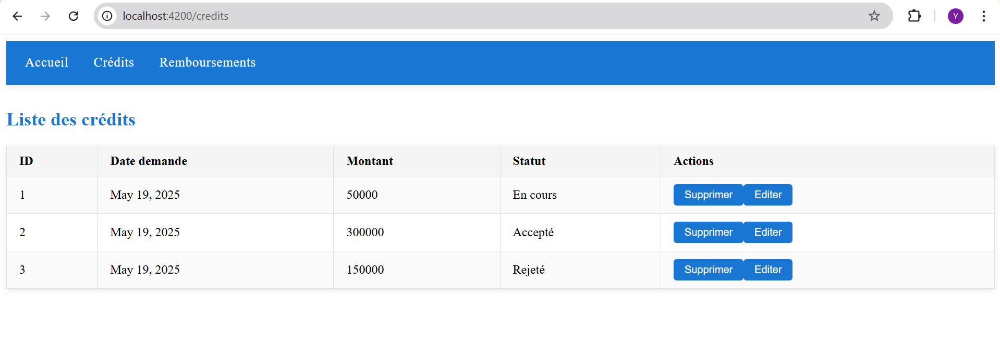 localhost:4200/credits
Y
Accueil Crédits Remboursements
Liste des crédits
ID Date demande Montant Statut Actions
1 May 19, 2025 50000 En cours Supprimer Editer
2 May 19, 2025 300000 Accepté Supprimer Editer
3 May 19, 2025 150000 Rejeté Supprimer Editer